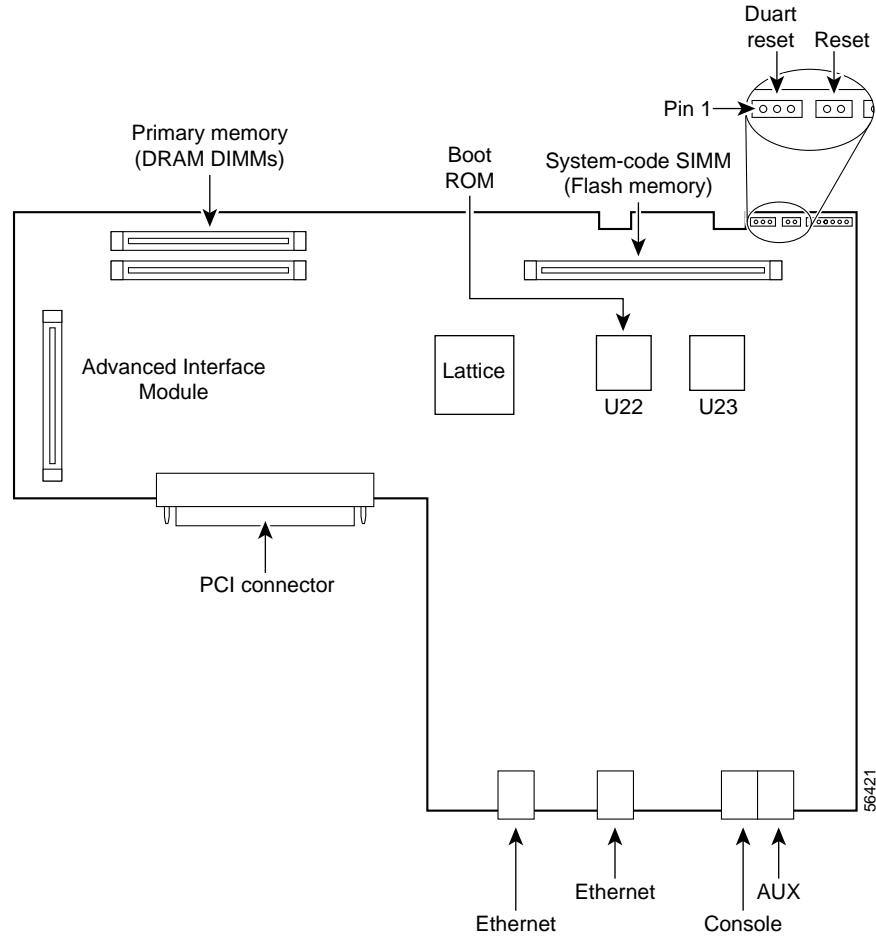 Duart
reset
Reset
Pin 1
Primary memory
(DRAM DIMMs)
Boot
ROM
System-code SIMM
(Flash memory)
Advanced Interface
Module
Lattice
U22
U23
PCI connector
56421
Ethernet
AUX
Ethernet
Console